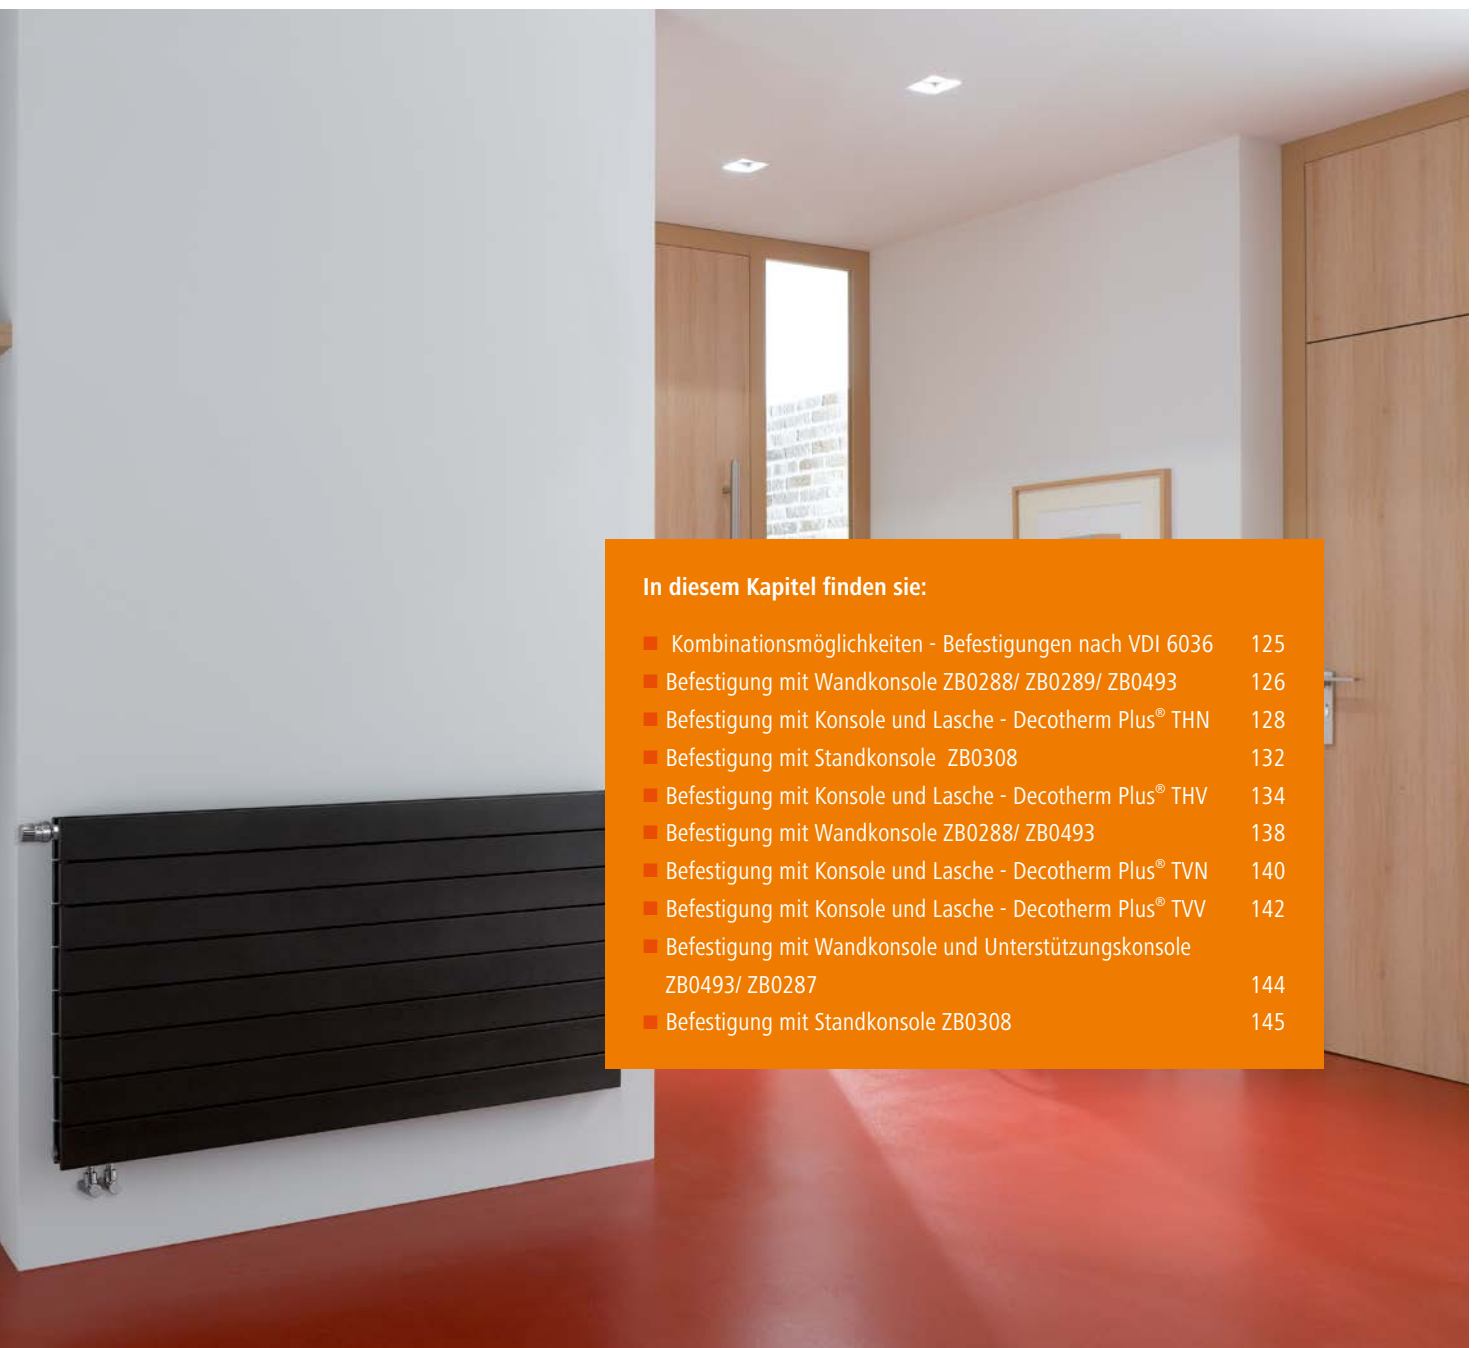 In diesem Kapitel finden sie:
■ Kombinationsmöglichkeiten - Befestigungen nach VDI 6036 125
■ Befestigung mit Wandkonsole ZB0288/ ZB0289/ ZB0493 126
■ Befestigung mit Konsole und Lasche - Decotherm Plus® THN 128
■ Befestigung mit Standkonsole ZB0308 132
■ Befestigung mit Konsole und Lasche - Decotherm Plus® THV 134
■ Befestigung mit Wandkonsole ZB0288/ ZB0493 138
■ Befestigung mit Konsole und Lasche - Decotherm Plus® TVN 140
■ Befestigung mit Konsole und Lasche - Decotherm Plus® TVV 142
■ Befestigung mit Wandkonsole und Unterstützungskonsole
ZB0493/ ZB0287 144
■ Befestigung mit Standkonsole ZB0308 145